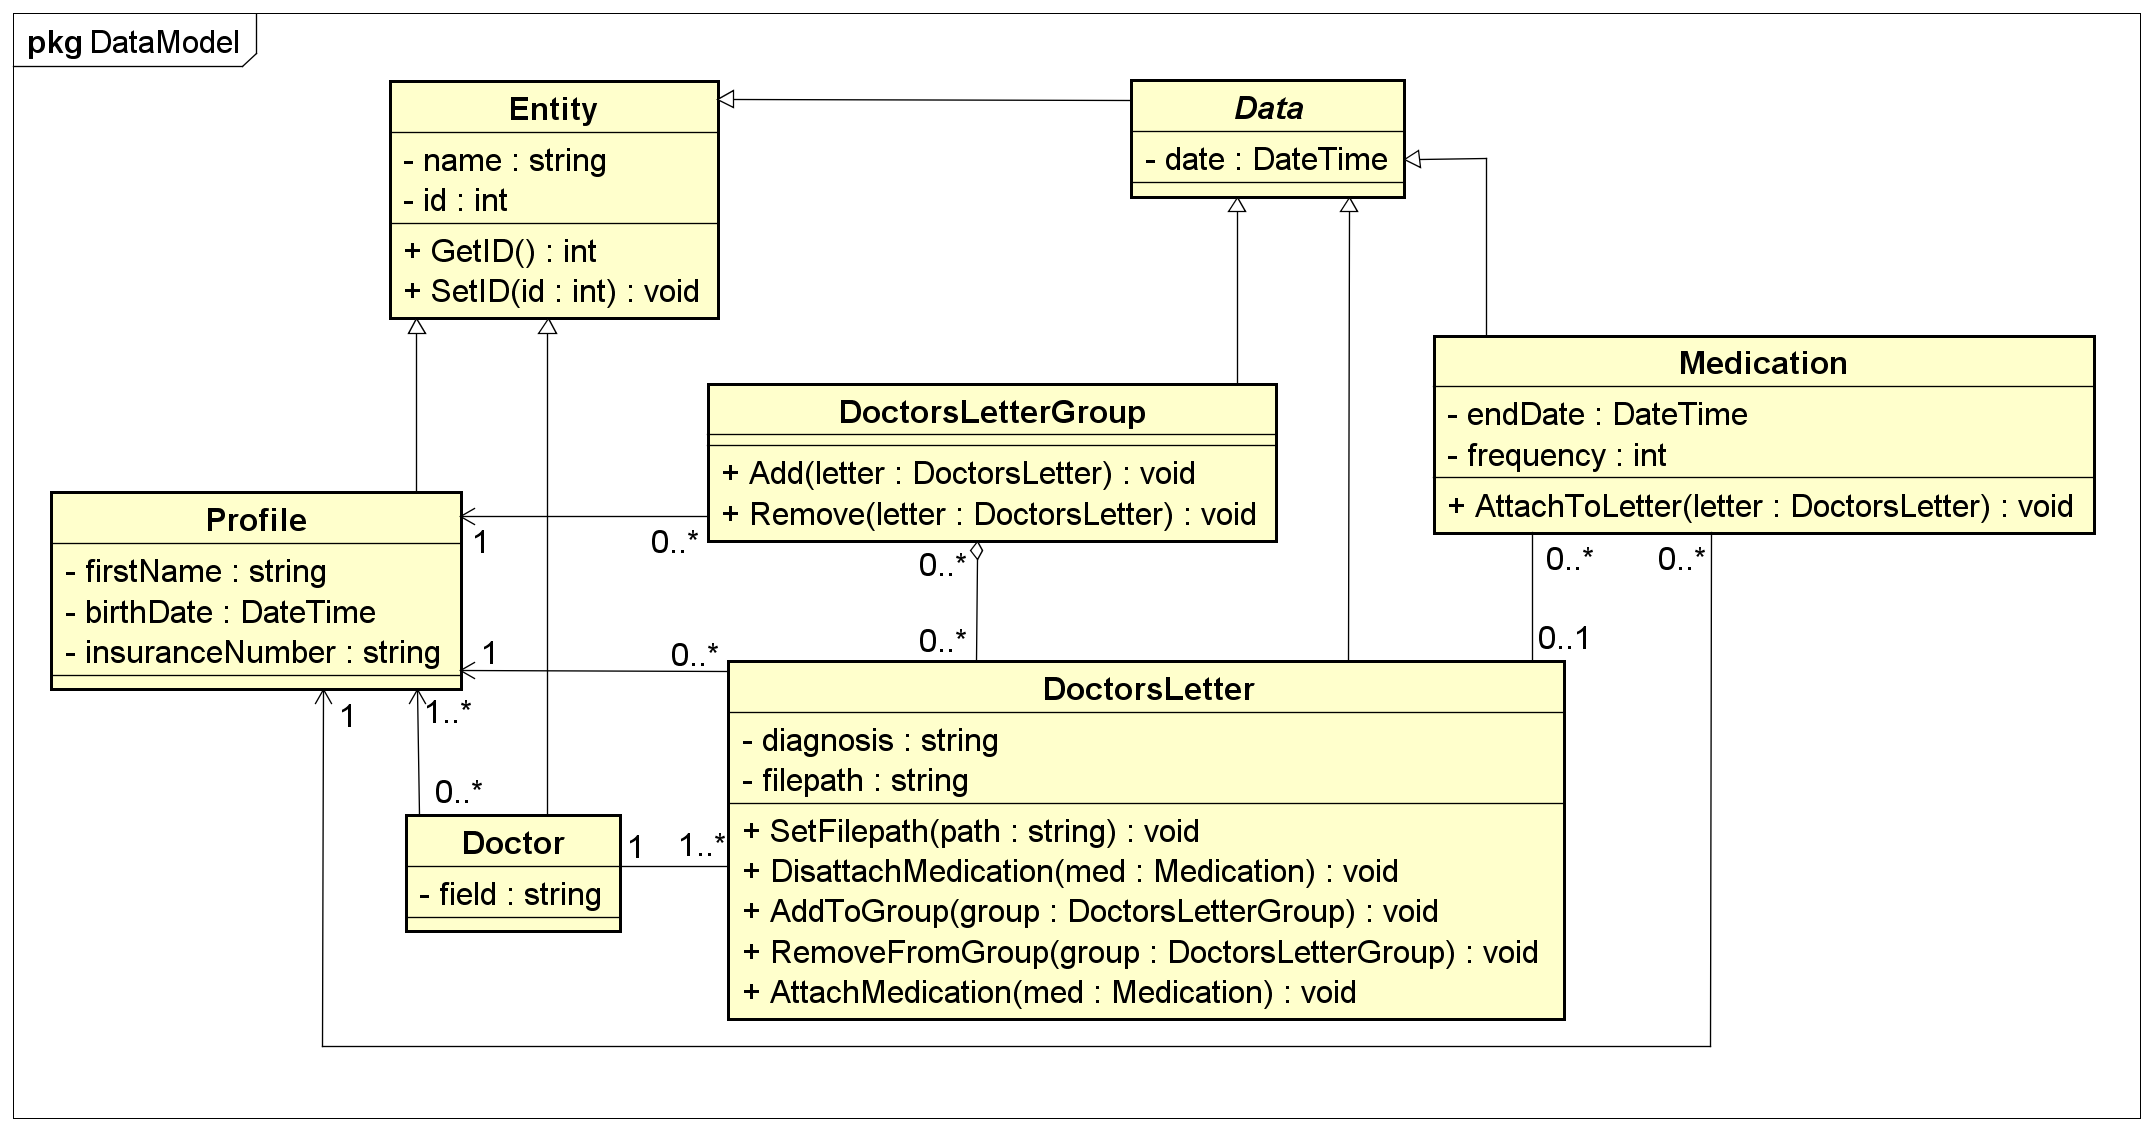 pkg DataModel
Entity
- name : string
- id : int
+ GetID() : int
+ SetID(id : int) : void
Data
- date : DateTime
Medication
- endDate : DateTime
- frequency : int
+ AttachToLetter(letter : DoctorsLetter) : void
DoctorsLetterGroup
+ Add(letter : DoctorsLetter) : void
+ Remove(letter : DoctorsLetter) : void
Profile
- firstName : string
- birthDate : DateTime
- insuranceNumber : string
1
0..*
0..*
0..*
0..*
0..*
0..1
1
0..*
1
1..*
0..*
DoctorsLetter
- diagnosis : string
- filepath : string
+ SetFilepath(path : string) : void
+ DisattachMedication(med : Medication) : void
+ AddToGroup(group : DoctorsLetterGroup) : void
+ RemoveFromGroup(group : DoctorsLetterGroup) : void
+ AttachMedication(med : Medication) : void
Doctor
- field : string
1
1..*